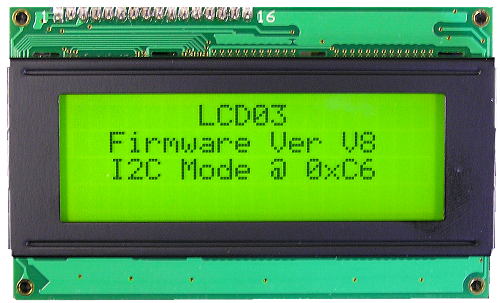 1 16
LCD03
Firmware Ver V8
I2C Mode @ 0xC6